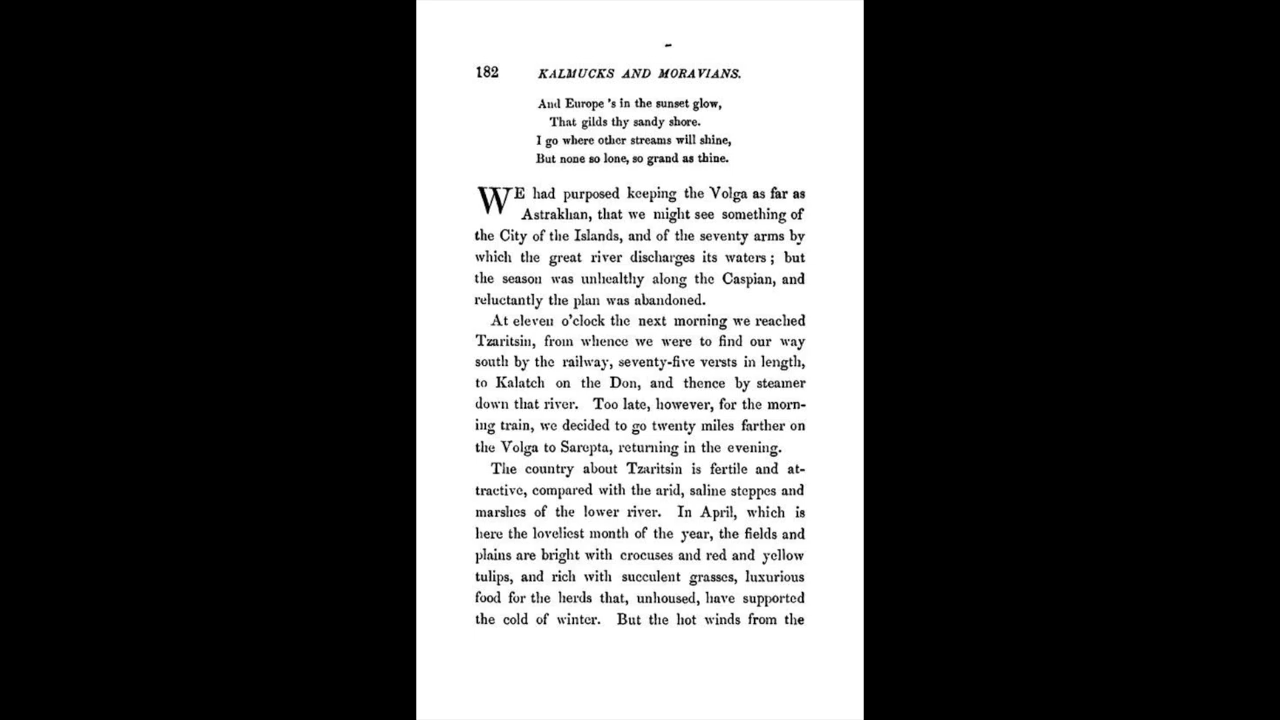 182 KALMUCKS AND MORAVIANS.
And Europe 's in the sunset glow,
That gilds thy sandy shore.
I go where other streams will shine,
But none so lone, so grand as thine.
WE had purposed keeping the Volga as far as
Astrakhan, that we might see something of
the City of the Islands, and of the seventy arms by
which the great river discharges its waters; but
the season was unhealthy along the Caspian, and
reluctantly the plan was abandoned.
At eleven o'clock the next morning we reached
Tzaritsin, from whence we were to find our way
south by the railway, seventy-five versts in length,
to Kalatch on the Don, and thence by steamer
down that river. Too late, however, for the morn-
ing train, we decided to go twenty miles farther on
the Volga to Sarepta, returning in the evening.
The country about Tzaritsin is fertile and at-
tractive, compared with the arid, saline steppes and
marshes of the lower river. In April, which is
here the loveliest month of the year, the fields and
plains are bright with crocuses and red and yellow
tulips, and rich with succulent grasses, luxurious
food for the herds that, unhoused, have supported
the cold of winter. But the hot winds from the